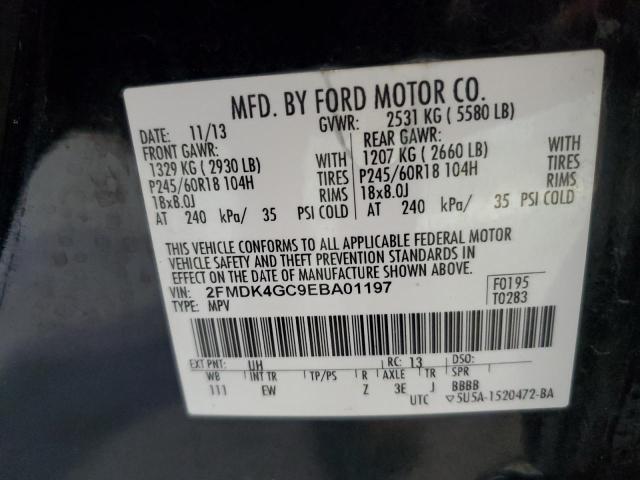 MFD. BY FORD MOTOR CO.
DATE: 11/13 GVWR: 2531 KG ( 5580 LB)
FRONT GAWR: REAR GAWR:
1329 KG ( 2930 LB) WITH 1207 KG ( 2660 LB) WITH
P245/60R18 104H TIRES P245/60R18 104H TIRES
18x8.0J RIMS 18x8.0J RIMS
AT 240 kPa/ 35 PSI COLD AT 240 kPa/ 35 PSI COLD
THIS VEHICLE CONFORMS TO ALL APPLICABLE FEDERAL MOTOR
VEHICLE SAFETY AND THEFT PREVENTION STANDARDS IN
EFFECT ON THE DATE OF MANUFACTURE SHOWN ABOVE.
VIN: 2FMDK4GC9EBA01197 F0195
TYPE: MPV T0283
EXT PNT: UH RC: 13 DSO:
WB INT TR TP/PS R AXLE TR SPR
111 EW Z 3E J BBBB
UTC ▽5U5A-1520472-BA